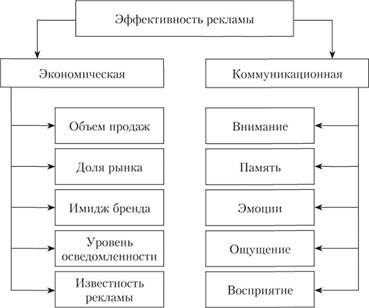 Эффективность рекламы
Экономическая
Коммуникационная
Объем продаж
Внимание
Доля рынка
Память
Имидж бренда
Эмоции
Уровень
осведомленности
Ощущение
Известность
рекламы
Восприятие